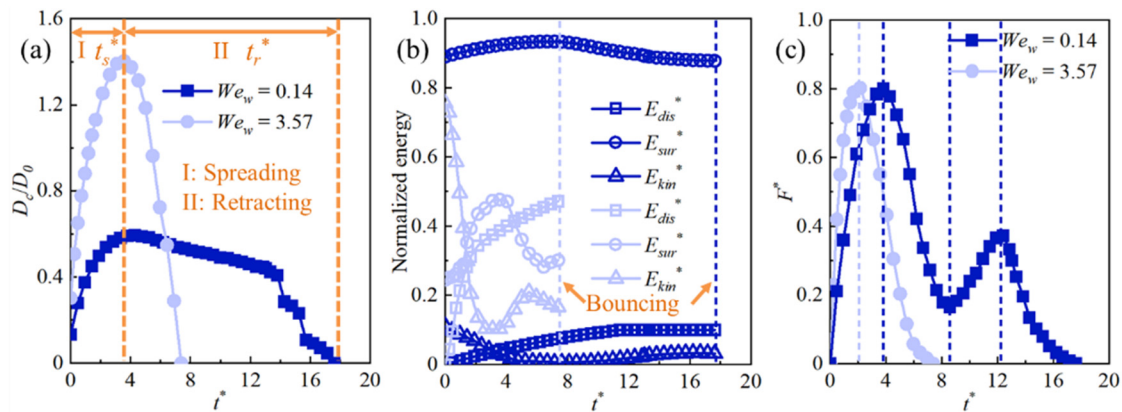 (a)
I t_s^*
II t_r^*
We_w = 0.14
We_w = 3.57
I: Spreading
II: Retracting
D_c/D_0
1.6
1.2
0.8
0.4
0
0 4 8 12 16 20
t^*
(b)
E_dis^*
E_sur^*
E_kin^*
E_dis^*
E_sur^*
E_kin^*
Bouncing
Normalized energy
1.0
0.8
0.6
0.4
0.2
0
0 4 8 12 16 20
t^*
(c)
We_w = 0.14
We_w = 3.57
F^*
1.0
0.8
0.6
0.4
0.2
0
0 4 8 12 16 20
t^*